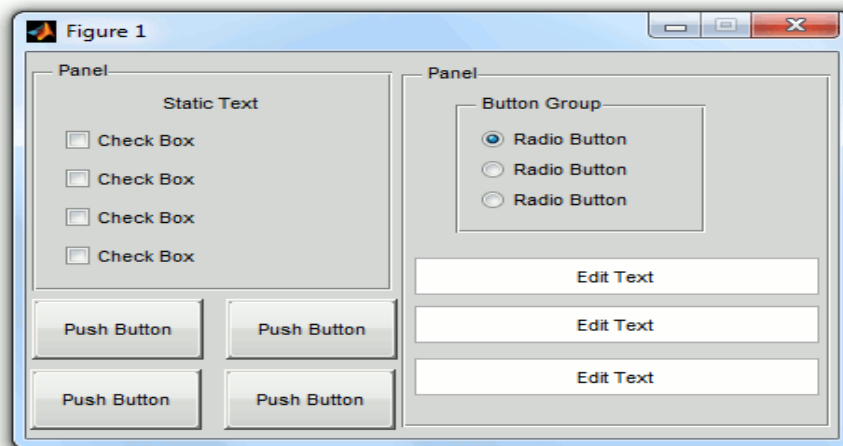 Figure 1
Panel
Static Text
Check Box
Check Box
Check Box
Check Box
Push Button
Push Button
Push Button
Push Button
Panel
Button Group
Radio Button
Radio Button
Radio Button
Edit Text
Edit Text
Edit Text